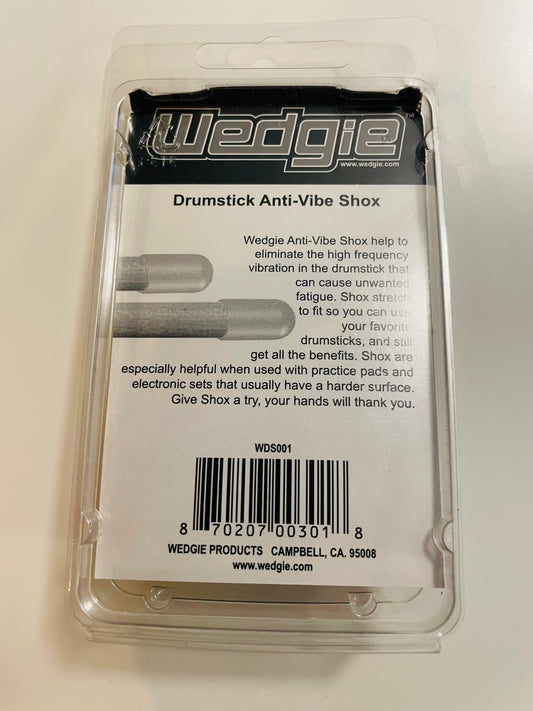 Wedgie™
www.wedgie.com
Drumstick Anti-Vibe Shox
Wedgie Anti-Vibe Shox help to
eliminate the high frequency
vibration in the drumstick that
can cause unwanted
fatigue. Shox stretch
to fit so you can use
your favorite
drumsticks, and still
get all the benefits. Shox are
especially helpful when used with practice pads and
electronic sets that usually have a harder surface.
Give Shox a try, your hands will thank you.
WDS001
8 70207 00301 8
WEDGIE PRODUCTS CAMPBELL, CA. 95008
www.wedgie.com